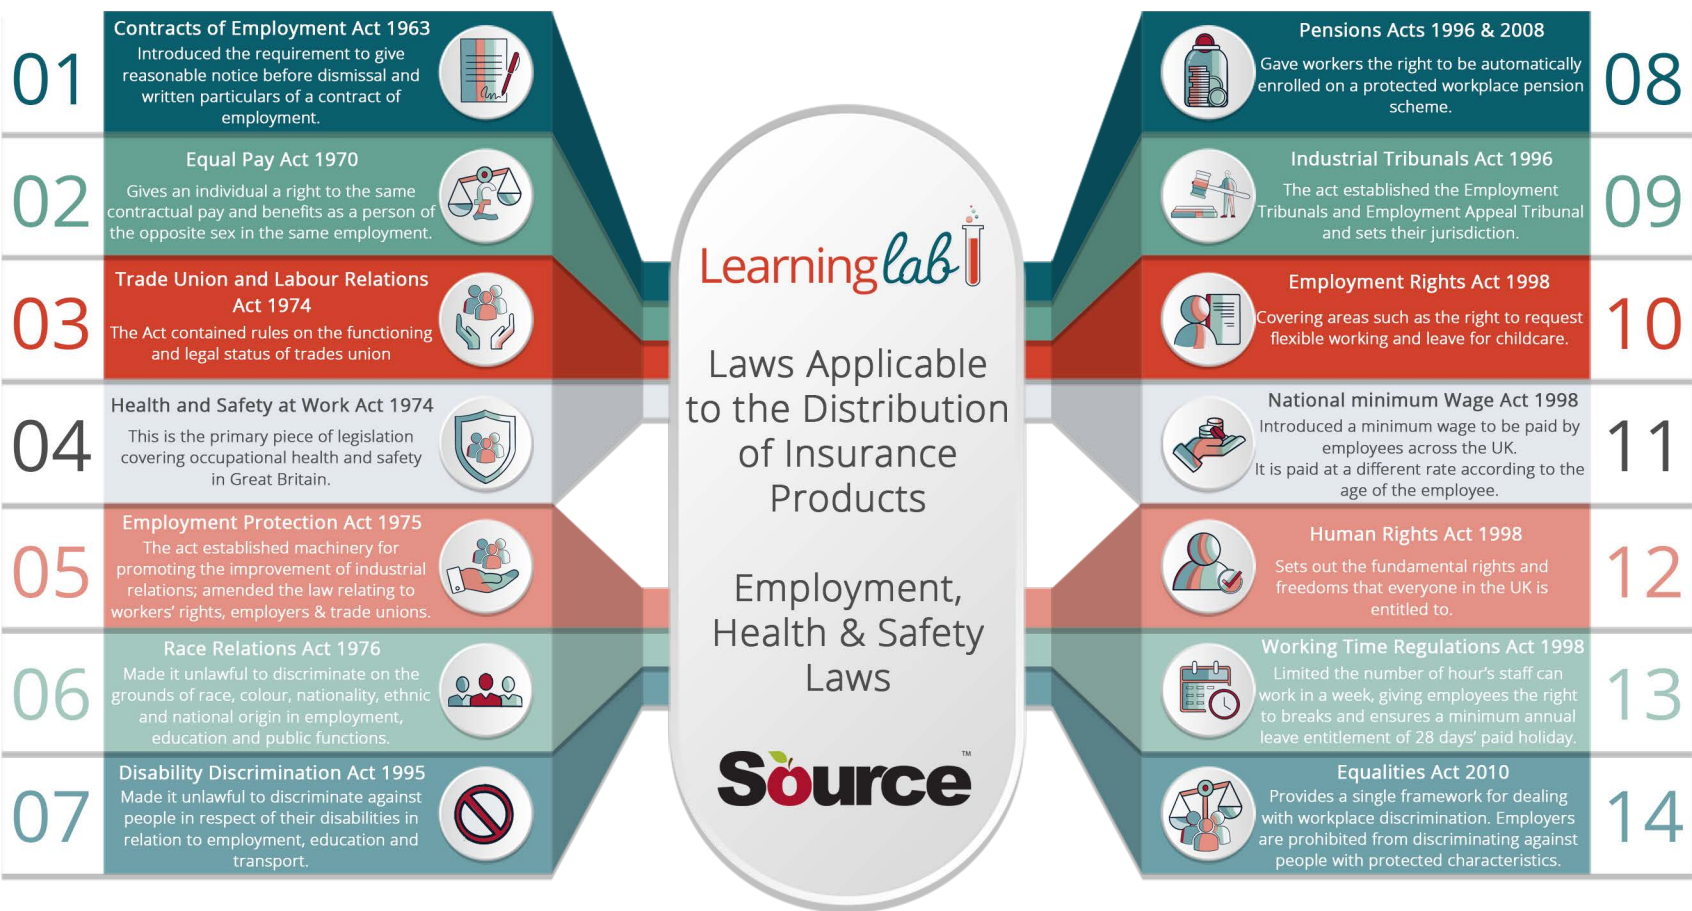 01
Contracts of Employment Act 1963
Introduced the requirement to give
reasonable notice before dismissal and
written particulars of a contract of
employment.
02
Equal Pay Act 1970
Gives an individual a right to the same
contractual pay and benefits as a person of
the opposite sex in the same employment.
03
Trade Union and Labour Relations
Act 1974
The Act contained rules on the functioning
and legal status of trades union
04
Health and Safety at Work Act 1974
This is the primary piece of legislation
covering occupational health and safety
in Great Britain.
05
Employment Protection Act 1975
The act established machinery for
promoting the improvement of industrial
relations; amended the law relating to
workers' rights, employers & trade unions.
06
Race Relations Act 1976
Made it unlawful to discriminate on the
grounds of race, colour, nationality, ethnic
and national origin in employment,
education and public functions.
07
Disability Discrimination Act 1995
Made it unlawful to discriminate against
people in respect of their disabilities in
relation to employment, education and
transport.
Learning lab
Laws Applicable
to the Distribution
of Insurance
Products
Employment,
Health & Safety
Laws
Source™
Pensions Acts 1996 & 2008
Gave workers the right to be automatically
enrolled on a protected workplace pension
scheme.
08
Industrial Tribunals Act 1996
The act established the Employment
Tribunals and Employment Appeal Tribunal
and sets their jurisdiction.
09
Employment Rights Act 1998
Covering areas such as the right to request
flexible working and leave for childcare.
10
National minimum Wage Act 1998
Introduced a minimum wage to be paid by
employees across the UK.
It is paid at a different rate according to the
age of the employee.
11
Human Rights Act 1998
Sets out the fundamental rights and
freedoms that everyone in the UK is
entitled to.
12
Working Time Regulations Act 1998
Limited the number of hour's staff can
work in a week, giving employees the right
to breaks and ensures a minimum annual
leave entitlement of 28 days' paid holiday.
13
Equalities Act 2010
Provides a single framework for dealing
with workplace discrimination. Employers
are prohibited from discriminating against
people with protected characteristics.
14